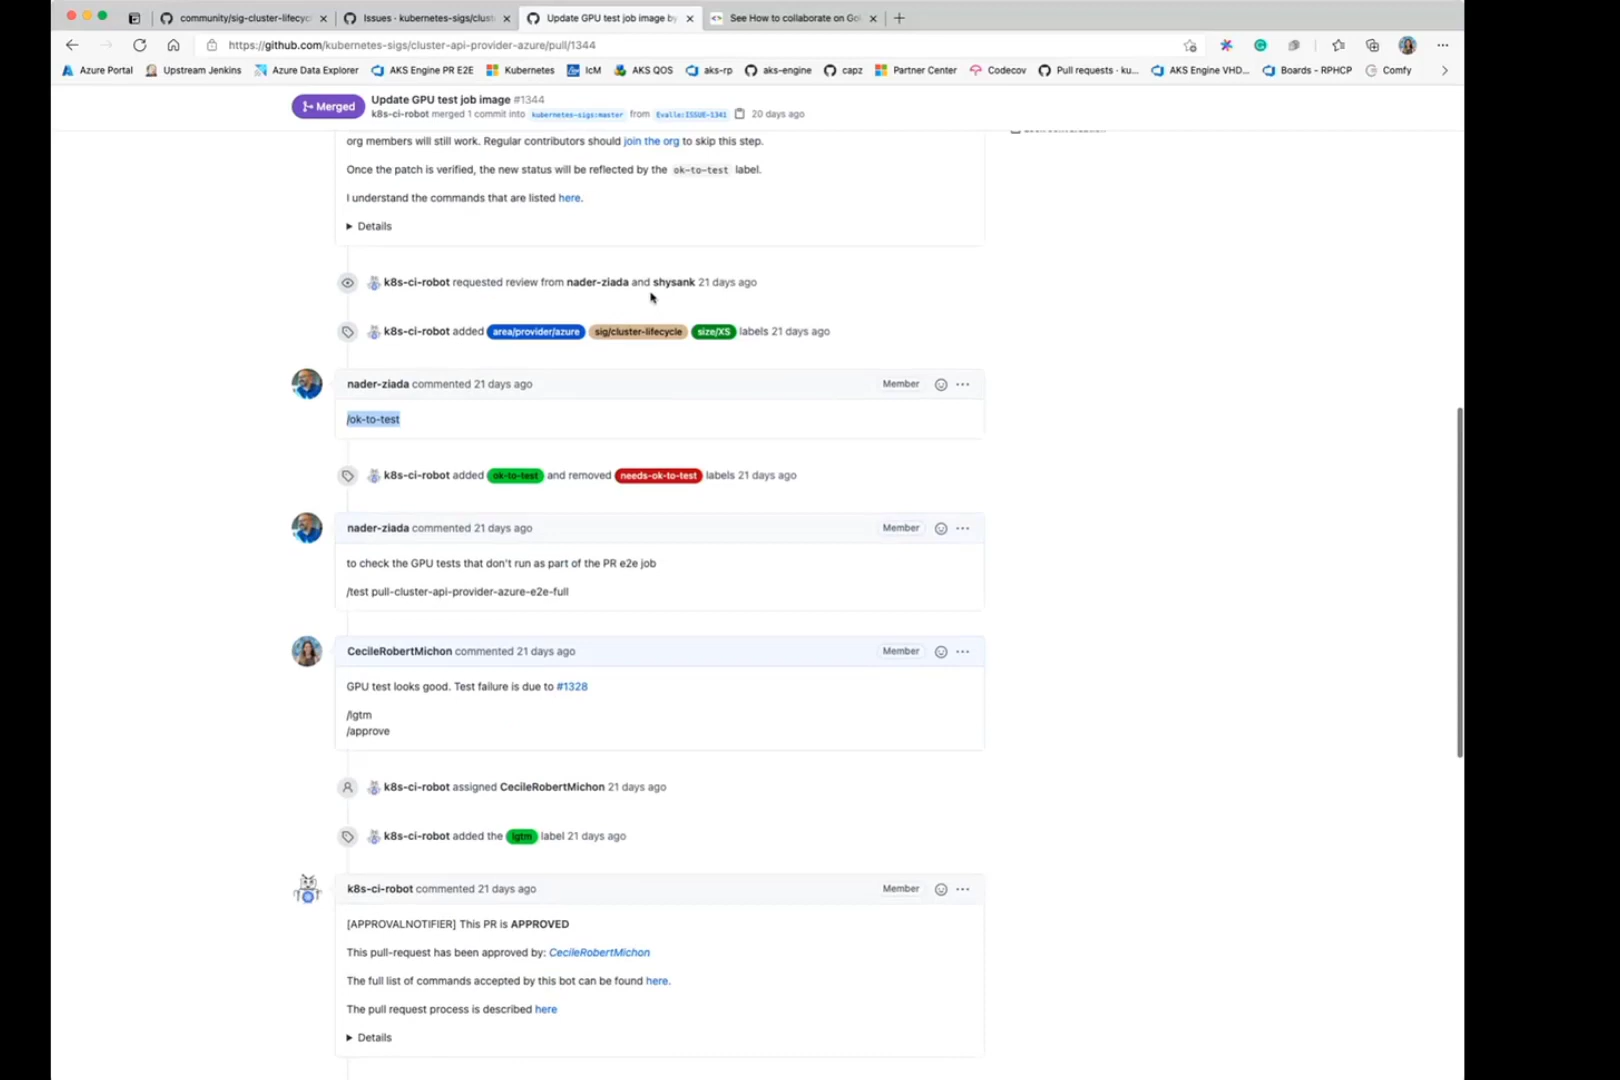 community/sig-cluster-lifecyc
Issues · kubernetes-sigs/clust
Update GPU test job image by
See How to collaborate on Go
https://github.com/kubernetes-sigs/cluster-api-provider-azure/pull/1344
Azure Portal
Upstream Jenkins
Azure Data Explorer
AKS Engine PR E2E
Kubernetes
IcM
AKS QOS
aks-rp
aks-engine
capz
Partner Center
Codecov
Pull requests · ku...
AKS Engine VHD...
Boards - RPHCP
Comfy
Merged
Update GPU test job image #1344
k8s-ci-robot merged 1 commit into kubernetes-sigs:master from Evalle:ISSUE-1341 20 days ago
org members will still work. Regular contributors should join the org to skip this step.
Once the patch is verified, the new status will be reflected by the ok-to-test label.
I understand the commands that are listed here.
Details
k8s-ci-robot requested review from nader-ziada and shysank 21 days ago
k8s-ci-robot added area/provider/azure sig/cluster-lifecycle size/XS labels 21 days ago
nader-ziada commented 21 days ago
Member
/ok-to-test
k8s-ci-robot added ok-to-test and removed needs-ok-to-test labels 21 days ago
nader-ziada commented 21 days ago
Member
to check the GPU tests that don't run as part of the PR e2e job
/test pull-cluster-api-provider-azure-e2e-full
CecileRobertMichon commented 21 days ago
Member
GPU test looks good. Test failure is due to #1328
/lgtm
/approve
k8s-ci-robot assigned CecileRobertMichon 21 days ago
k8s-ci-robot added the lgtm label 21 days ago
k8s-ci-robot commented 21 days ago
Member
[APPROVALNOTIFIER] This PR is APPROVED
This pull-request has been approved by: CecileRobertMichon
The full list of commands accepted by this bot can be found here.
The pull request process is described here
Details